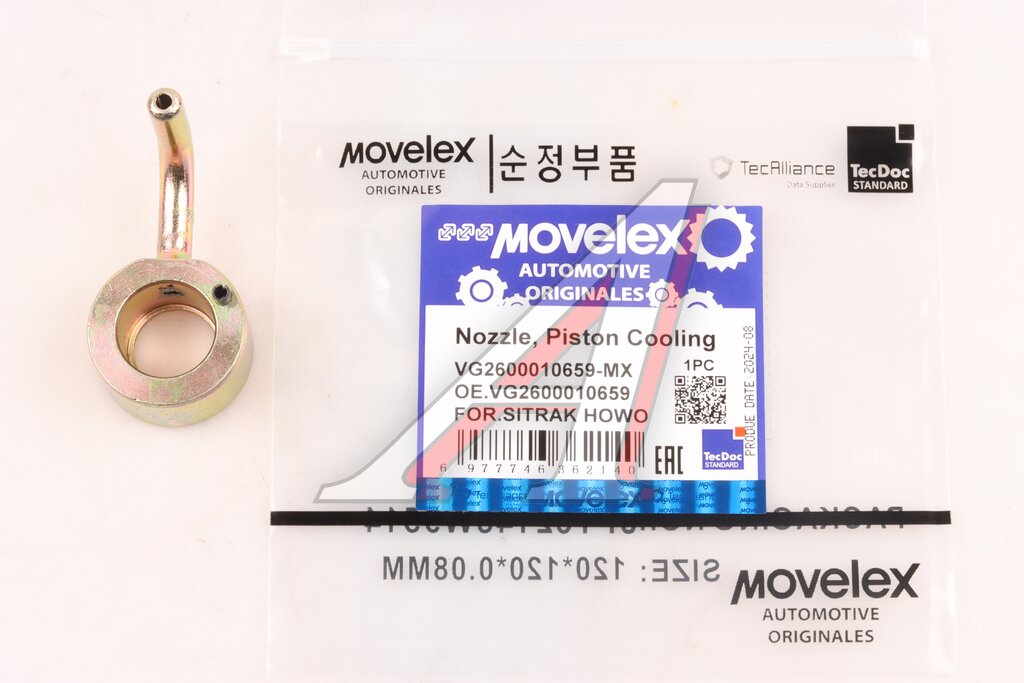 MOVELEX
AUTOMOTIVE
ORIGINALES
순정부품
TecAlliance
Data Supplier
TecDoc
STANDARD
MOVELEX
AUTOMOTIVE
ORIGINALES
Nozzle, Piston Cooling
VG2600010659-MX
OE.VG2600010659
FOR.SITRAK HOWO
1PC
PRODUE DATE:2024-08
6 977746 362140
EAC
TecDoc
STANDARD
SIZE: 120*120*0.08MM
MOVELEX
AUTOMOTIVE
ORIGINALES